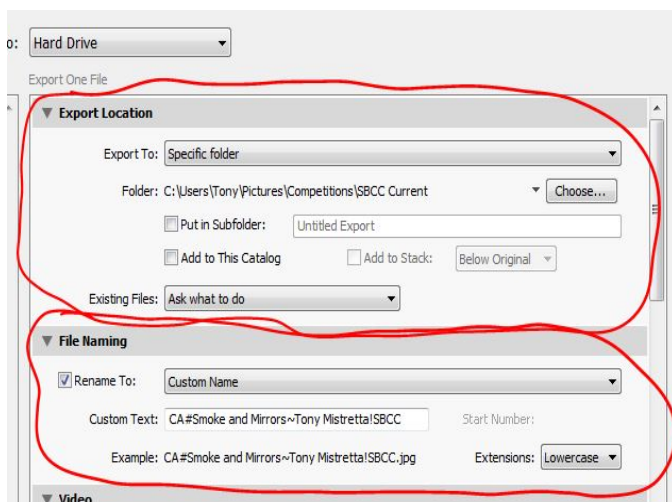 o: Hard Drive
Export One File
Export Location
Export To: Specific folder
Folder: C:\Users\Tony\Pictures\Competitions\SBCC Current Choose...
Put in Subfolder: Untitled Export
Add to This Catalog Add to Stack: Below Original
Existing Files: Ask what to do
File Naming
Rename To: Custom Name
Custom Text: CA#Smoke and Mirrors~Tony Mistretta!SBCC Start Number:
Example: CA#Smoke and Mirrors~Tony Mistretta!SBCC.jpg Extensions: Lowercase
Video